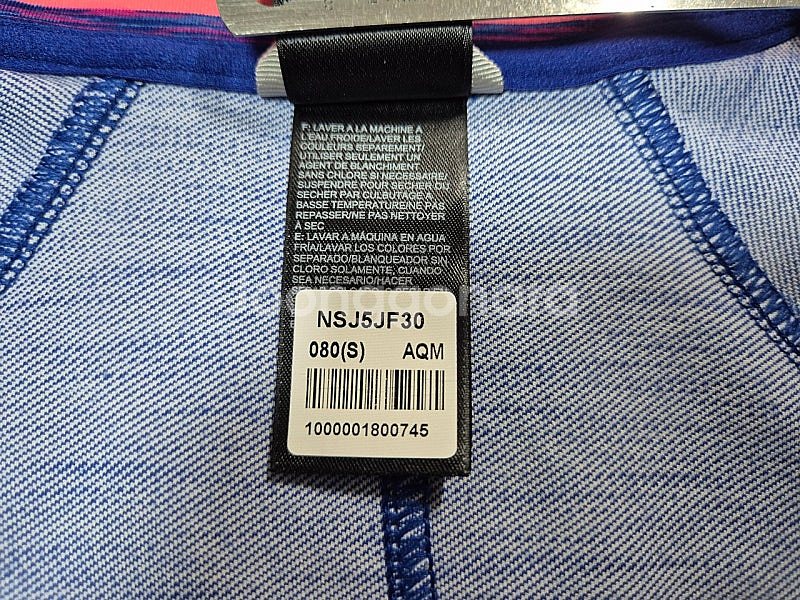 F: LAVER A LA MACHINE A
L'EAU FROIDE/LAVER LES
COULEURS SEPAREMENT/
UTILISER SEULEMENT UN
AGENT DE BLANCHIMENT
SANS CHLORE SI NECESSAIRE/
SUSPENDRE POUR SECHER OU
SECHER PAR CULBUTAGE A
BASSE TEMPERATURE/NE PAS
REPASSER/NE PAS NETTOYER
À SEC
E: LAVAR A MÁQUINA EN AGUA
FRÍA/LAVAR LOS COLORES POR
SEPARADO/BLANQUEADOR SIN
CLORO SOLAMENTE, CUANDO
SEA NECESARIO/HACER
NSJ5JF30
080(S) AQM
1000001800745